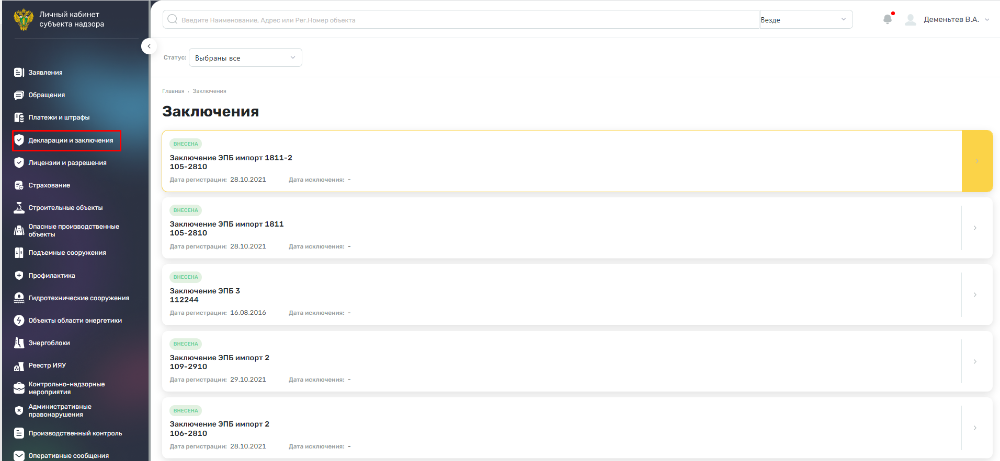 Личный кабинет
субъекта надзора
Введите Наименование, Адрес или Рег.Номер объекта
Везде
Деменьтев В.А.
Статус:
Выбраны все
Заявления
Обращения
Платежи и штрафы
Декларации и заключения
Лицензии и разрешения
Страхование
Строительные объекты
Опасные производственные
объекты
Подъемные сооружения
Профилактика
Гидротехнические сооружения
Объекты области энергетики
Энергоблоки
Реестр ИЯУ
Контрольно-надзорные
мероприятия
Административные
правонарушения
Производственный контроль
Оперативные сообщения
Главная • Заключения
Заключения
ВНЕСЕНА
Заключение ЭПБ импорт 1811-2
105-2810
Дата регистрации: 28.10.2021 Дата исключения: -
ВНЕСЕНА
Заключение ЭПБ импорт 1811
105-2810
Дата регистрации: 28.10.2021 Дата исключения: -
ВНЕСЕНА
Заключение ЭПБ 3
112244
Дата регистрации: 16.08.2016 Дата исключения: -
ВНЕСЕНА
Заключение ЭПБ импорт 2
109-2910
Дата регистрации: 29.10.2021 Дата исключения: -
ВНЕСЕНА
Заключение ЭПБ импорт 2
106-2810
Дата регистрации: 28.10.2021 Дата исключения: -